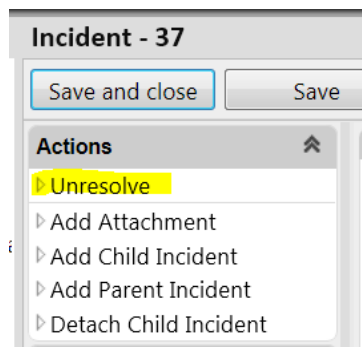 Incident - 37
Save and close
Save
Actions
Unresolve
Add Attachment
Add Child Incident
Add Parent Incident
Detach Child Incident